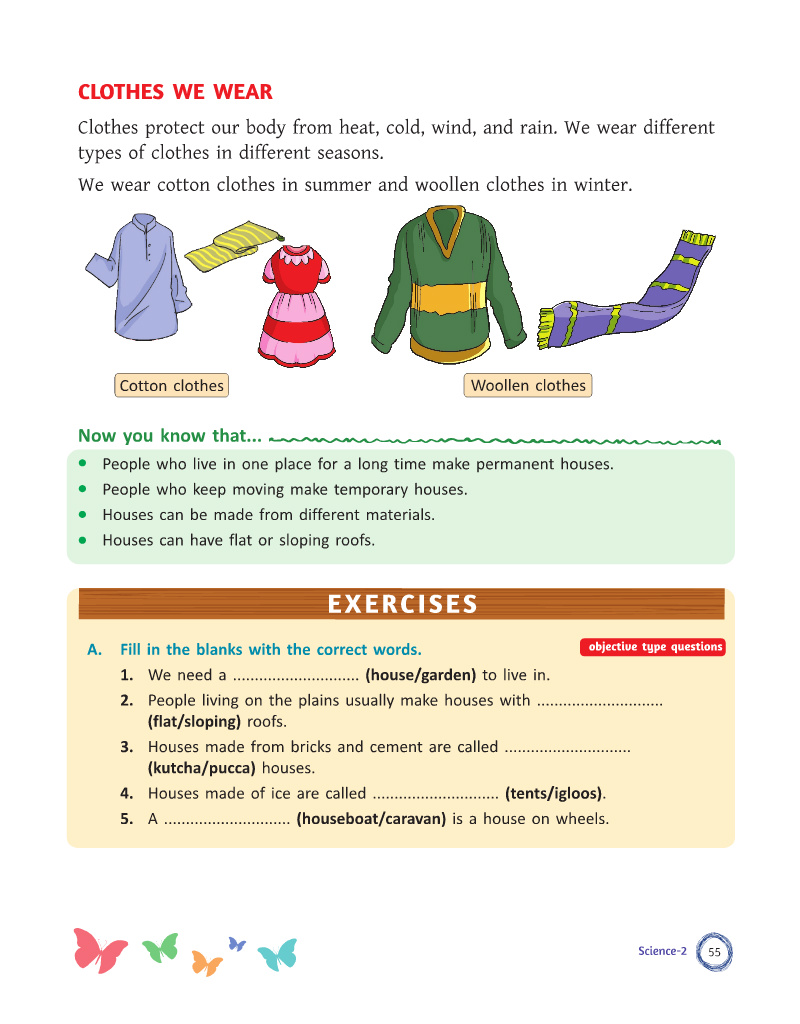 CLOTHES WE WEAR
Clothes protect our body from heat, cold, wind, and rain. We wear different
types of clothes in different seasons.
We wear cotton clothes in summer and woollen clothes in winter.
Cotton clothes
Woollen clothes
Now you know that...
• People who live in one place for a long time make permanent houses.
• People who keep moving make temporary houses.
• Houses can be made from different materials.
• Houses can have flat or sloping roofs.
EXERCISES
A. Fill in the blanks with the correct words.
objective type questions
1. We need a ............................. (house/garden) to live in.
2. People living on the plains usually make houses with .............................
(flat/sloping) roofs.
3. Houses made from bricks and cement are called .............................
(kutcha/pucca) houses.
4. Houses made of ice are called ............................. (tents/igloos).
5. A ............................. (houseboat/caravan) is a house on wheels.
Science-2
55